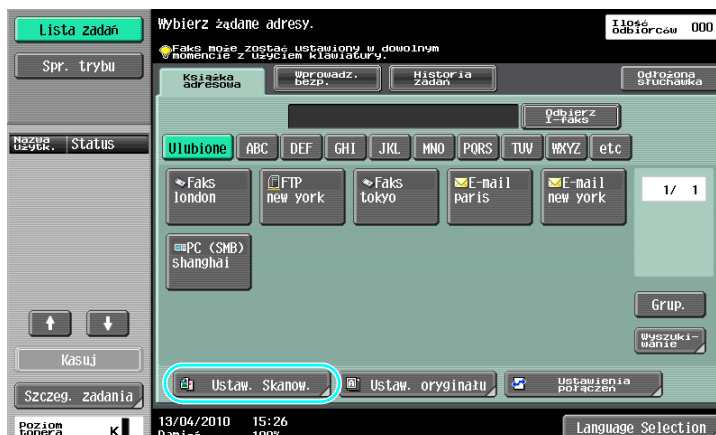 Lista zadań
Spr. trybu
Nazwa użytk.
Status
Kasuj
Szczeg. zadania
Poziom tonera
K
Wybierz żądane adresy.
Ilość odbiorców 000
Faks może zostać ustawiony w dowolnym
momencie z użyciem klawiatury.
Książka adresowa
Wprowadz. bezp.
Historia zadań
Odłożona słuchawka
Odbierz I-faks
Ulubione ABC DEF GHI JKL MNO PQRS TUV WXYZ etc
Faks london
FTP new york
Faks tokyo
E-mail paris
E-mail new york
1/ 1
PC (SMB) shanghai
Grup.
Wyszuki-
wanie
Ustaw. Skanow.
Ustaw. oryginału
Ustawienia połączeń
13/04/2010 15:26
Pamięć 100%
Language Selection